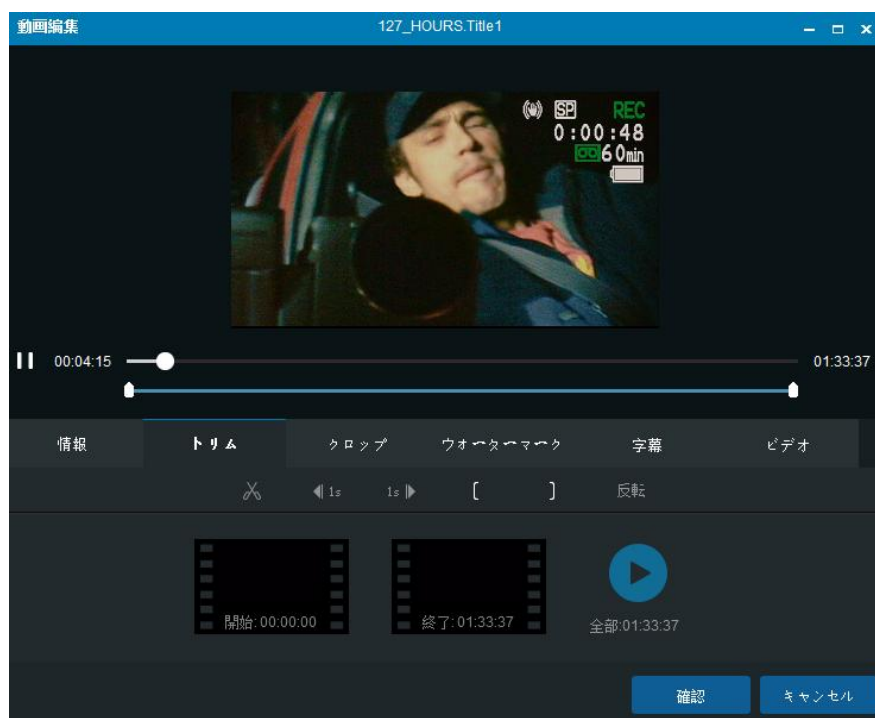 動画編集
127_HOURS.Title1
SP REC
0:00:48
60min
00:04:15
01:33:37
情報
トリム
クロップ
ウオーターマーク
字幕
ビデオ
1s
1s
[
]
反転
開始:00:00:00
終了:01:33:37
全部:01:33:37
確認
キャンセル